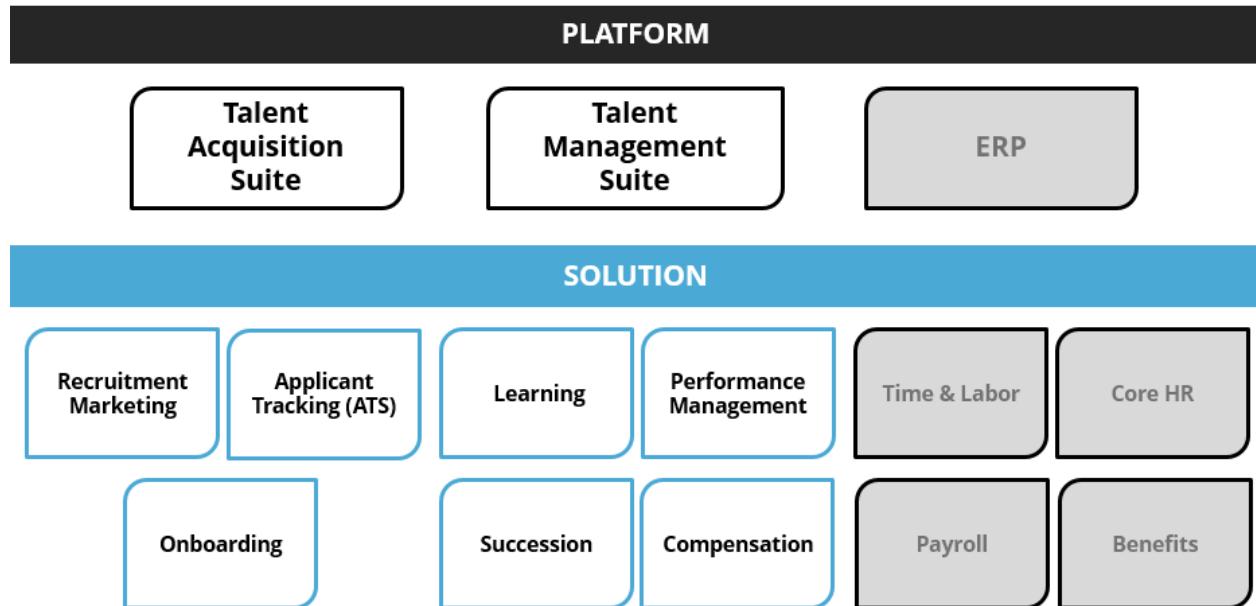 PLATFORM
Talent
Acquisition
Suite
Talent
Management
Suite
ERP
SOLUTION
Recruitment
Marketing
Applicant
Tracking (ATS)
Learning
Performance
Management
Time & Labor
Core HR
Onboarding
Succession
Compensation
Payroll
Benefits